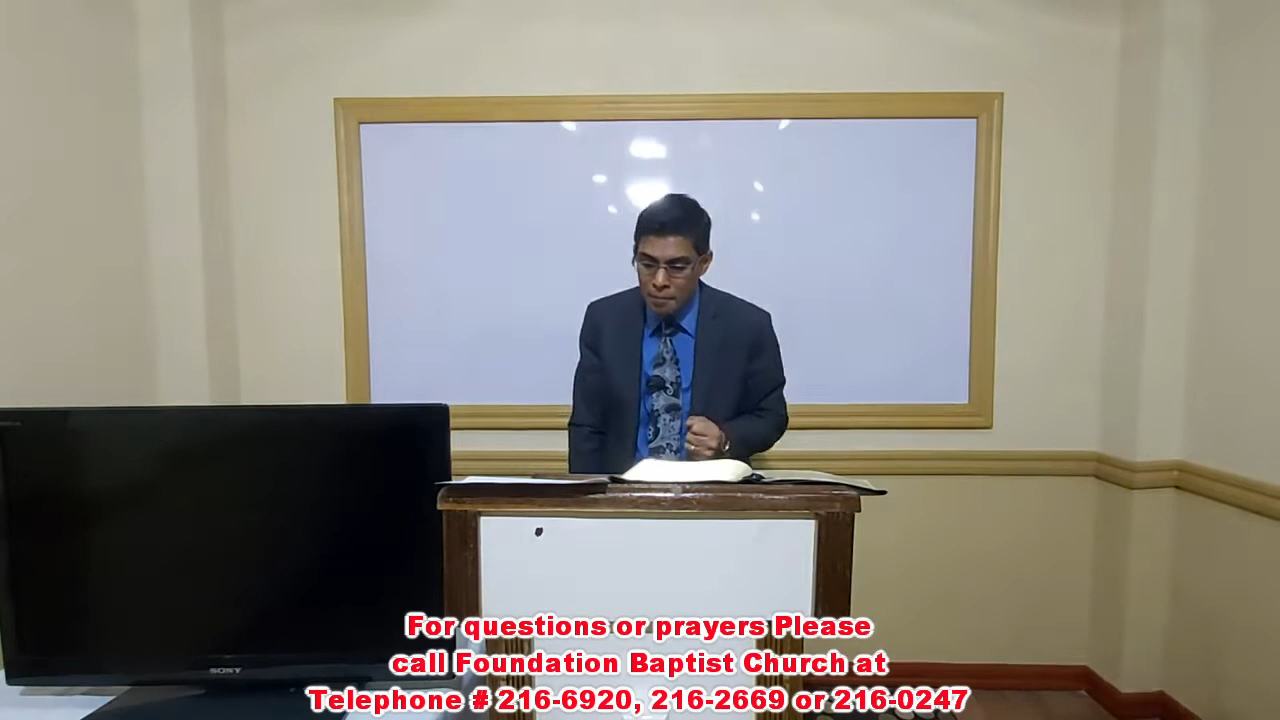 SONY
For questions or prayers Please
call Foundation Baptist Church at
Telephone # 216-6920, 216-2669 or 216-0247